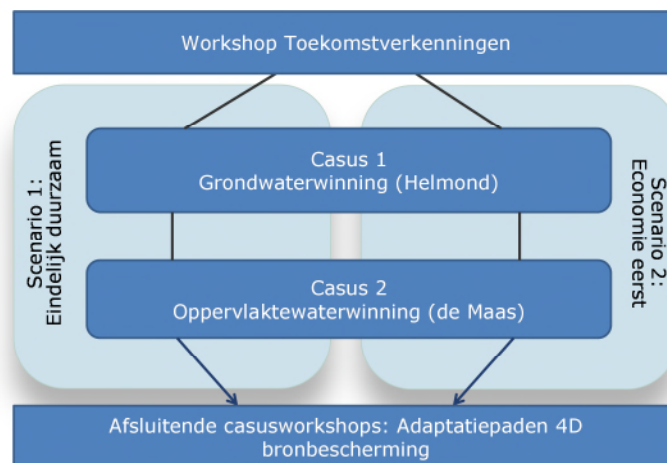 Workshop Toekomstverkenningen
Scenario 1:
Eindelijk duurzaam
Casus 1
Grondwaterwinning (Helmond)
Casus 2
Oppervlaktewaterwinning (de Maas)
Scenario 2:
Economie eerst
Afsluitende casusworkshops: Adaptatiepaden 4D
bronbescherming